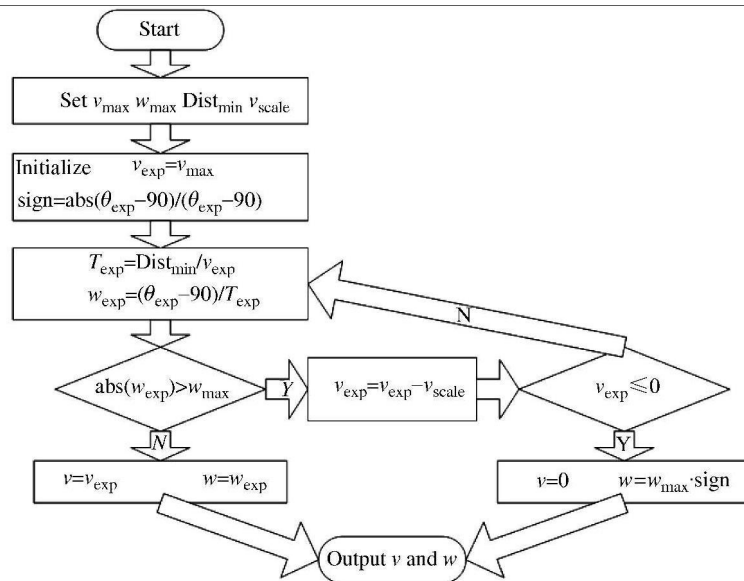 Start
Set v_max w_max Dist_min v_scale
Initialize v_exp=v_max
sign=abs(θ_exp−90)/(θ_exp−90)
T_exp=Dist_min/v_exp
w_exp=(θ_exp−90)/T_exp
N
abs(w_exp)>w_max
Y
v_exp=v_exp−v_scale
v_exp≤0
N
Y
v=v_exp w=w_exp
v=0 w=w_max·sign
Output v and w